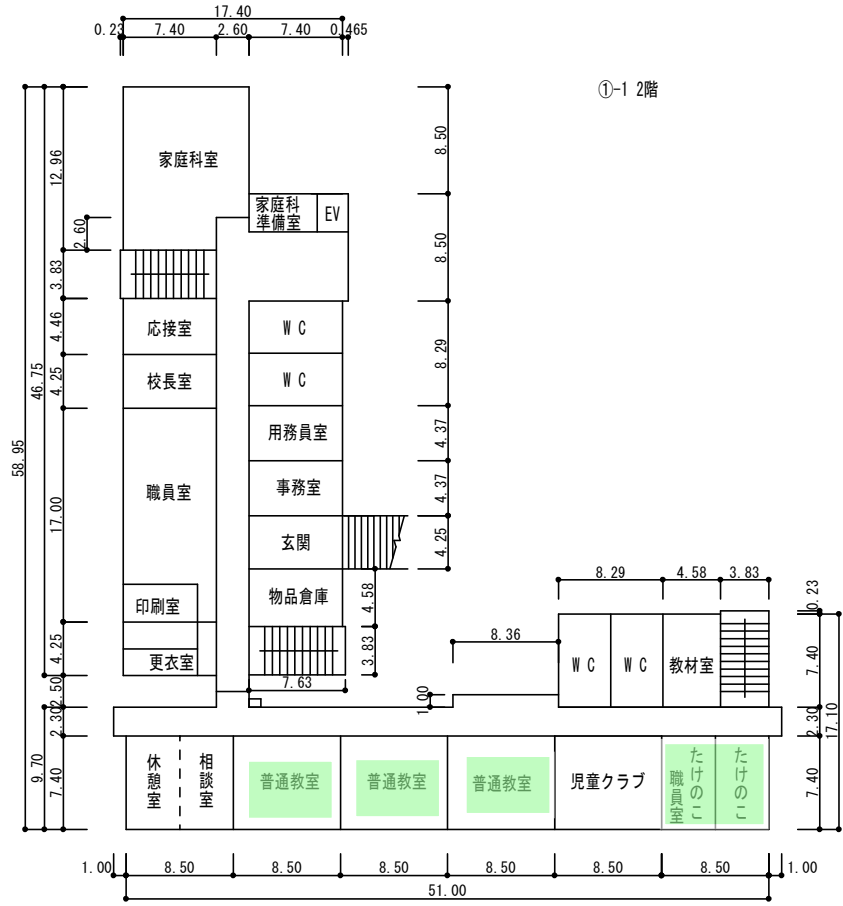 17.40
0.23 7.40 2.60 7.40 0.465
①-1 2階
58.95
46.75
12.96
2.60
3.83
4.46
4.25
17.00
4.25
2.50
2.30
9.70
7.40
8.50
8.50
8.29
4.37
4.37
4.25
4.58
3.83
家庭科室
家庭科
準備室
EV
応接室
WC
校長室
WC
用務員室
職員室
事務室
玄関
印刷室
物品倉庫
更衣室
7.63
8.36
1.00
8.29 4.58 3.83
0.23
7.40
17.10
2.30
7.40
WC
WC
教材室
休憩室
相談室
普通教室
普通教室
普通教室
児童クラブ
たけのこ
職員室
たけのこ
1.00 8.50 8.50 8.50 8.50 8.50 8.50 1.00
51.00